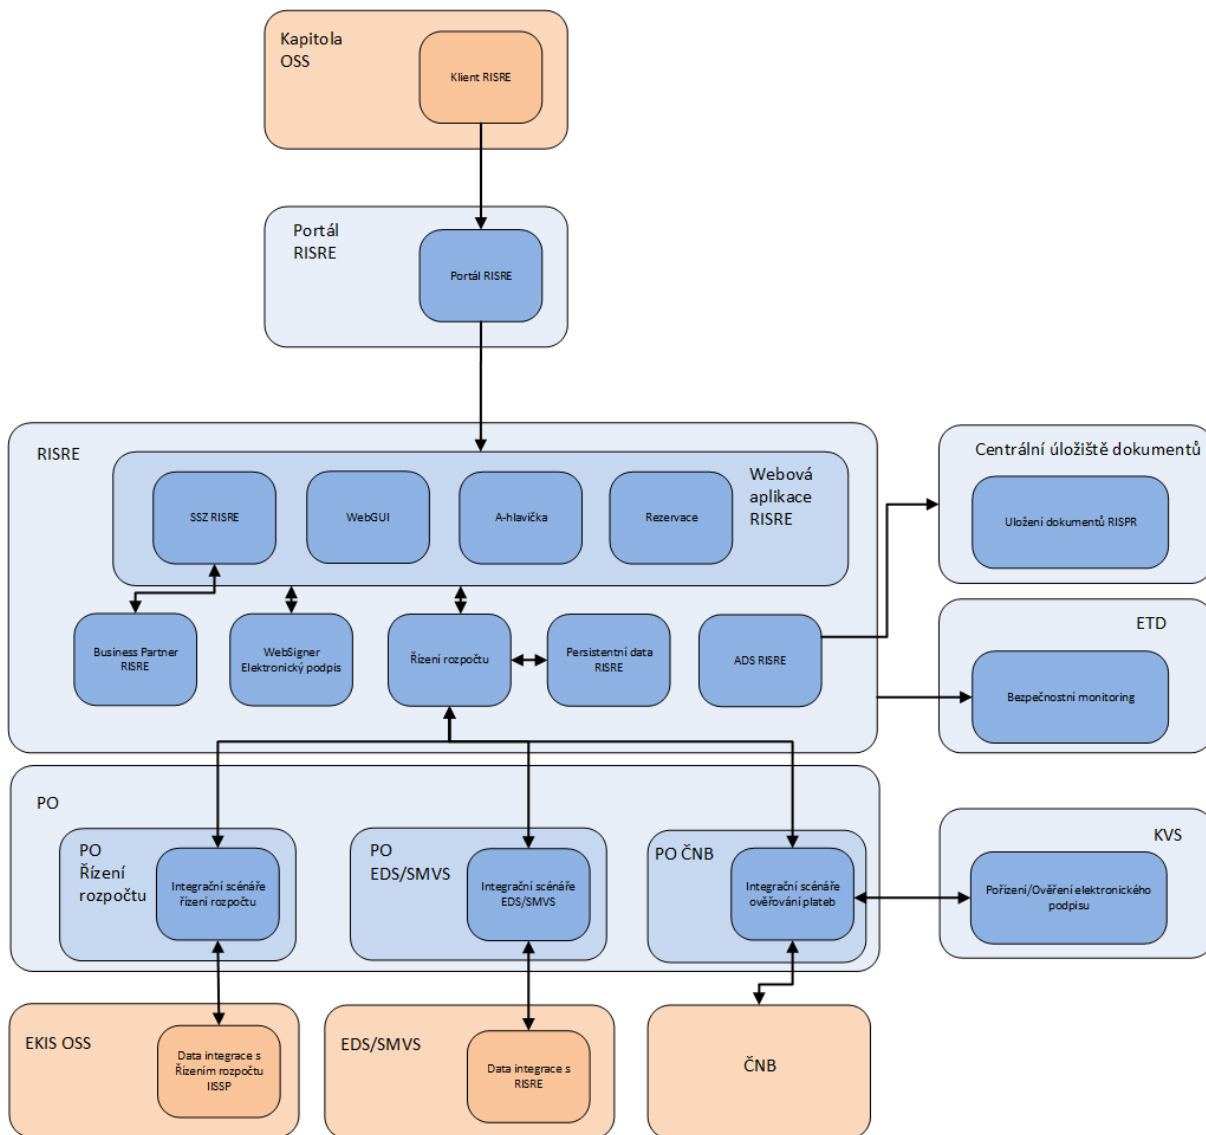 Kapitola
OSS
Klient RISRE
Portál
RISRE
Portál RISRE
RISRE
Webová
aplikace
RISRE
SSZ RISRE
WebGUI
A-hlavička
Rezervace
Business Partner
RISRE
WebSigner
Elektronický podpis
Řízení rozpočtu
Persistentní data
RISRE
ADS RISRE
Centrální úložiště dokumentů
Uložení dokumentů RISPR
ETD
Bezpečnostní monitoring
PO
PO
Řízení
rozpočtu
Integrační scénáře
řízení rozpočtu
PO
EDS/SMVS
Integrační scénáře
EDS/SMVS
PO ČNB
Integrační scénáře
ověřování plateb
KVS
Pořízení/Ověření elektronického
podpisu
EKIS OSS
Data integrace s
Řízením rozpočtu
IISSP
EDS/SMVS
Data integrace s
RISRE
ČNB